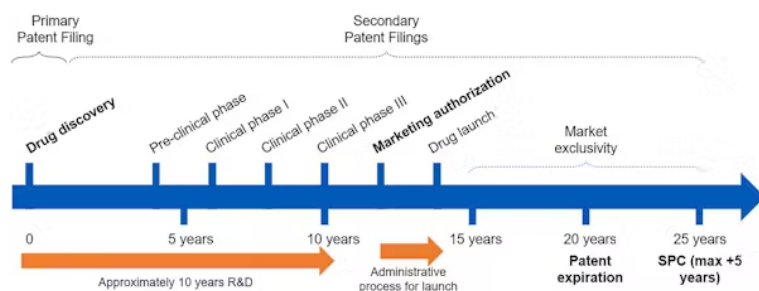 Primary
Patent Filing
Secondary
Patent Filings
Drug discovery
Pre-clinical phase
Clinical phase I
Clinical phase II
Clinical phase III
Marketing authorization
Drug launch
Market
exclusivity
0
5 years
10 years
15 years
20 years
25 years
Patent
expiration
SPC (max +5
years)
Approximately 10 years R&D
Administrative
process for launch